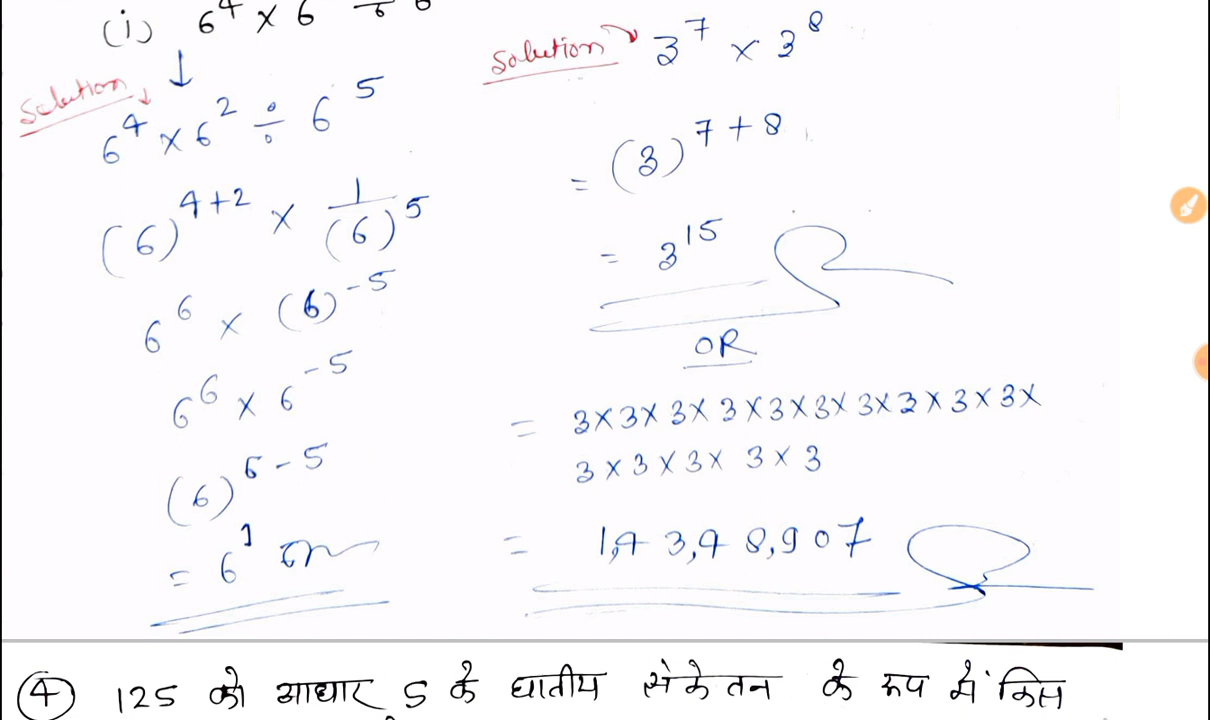 (i) 6⁴ × 6 ÷ 6
Solution
6⁴ × 6² ÷ 6⁵
(6)⁴⁺² × 1/(6)⁵
6⁶ × (6)⁻⁵
6⁶ × 6⁻⁵
(6)⁶⁻⁵
= 6¹
Solution 3⁷ × 3⁸
= (3)⁷⁺⁸
= 3¹⁵
OR
= 3×3×3×3×3×3×3×3×3×3×
3×3×3×3×3
= 1,43,48,907
④ 125 को आधार 5 के घातीय संकेतन के रूप में किस